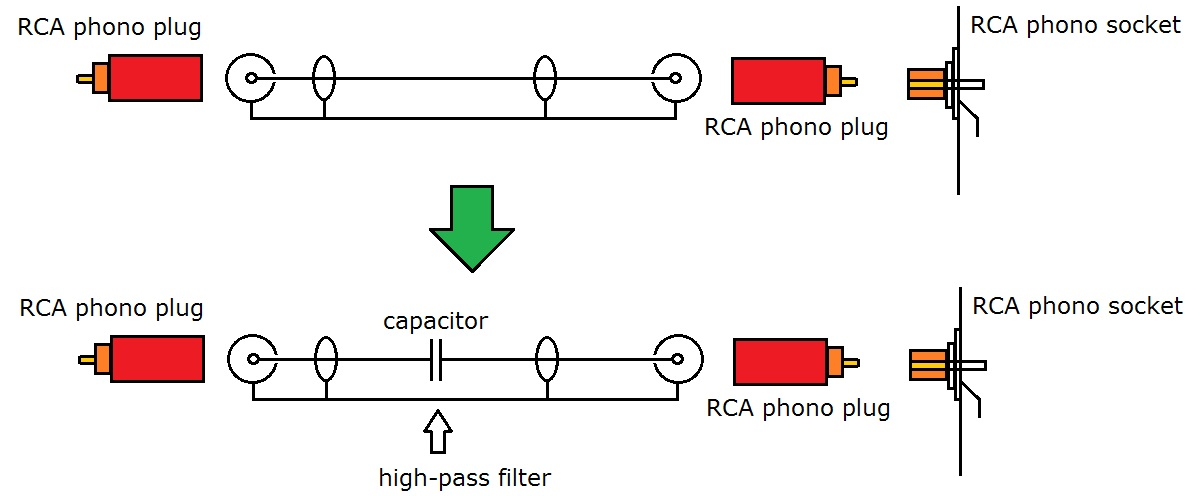 RCA phono plug
RCA phono socket
RCA phono plug
RCA phono plug
RCA phono socket
capacitor
RCA phono plug
high-pass filter